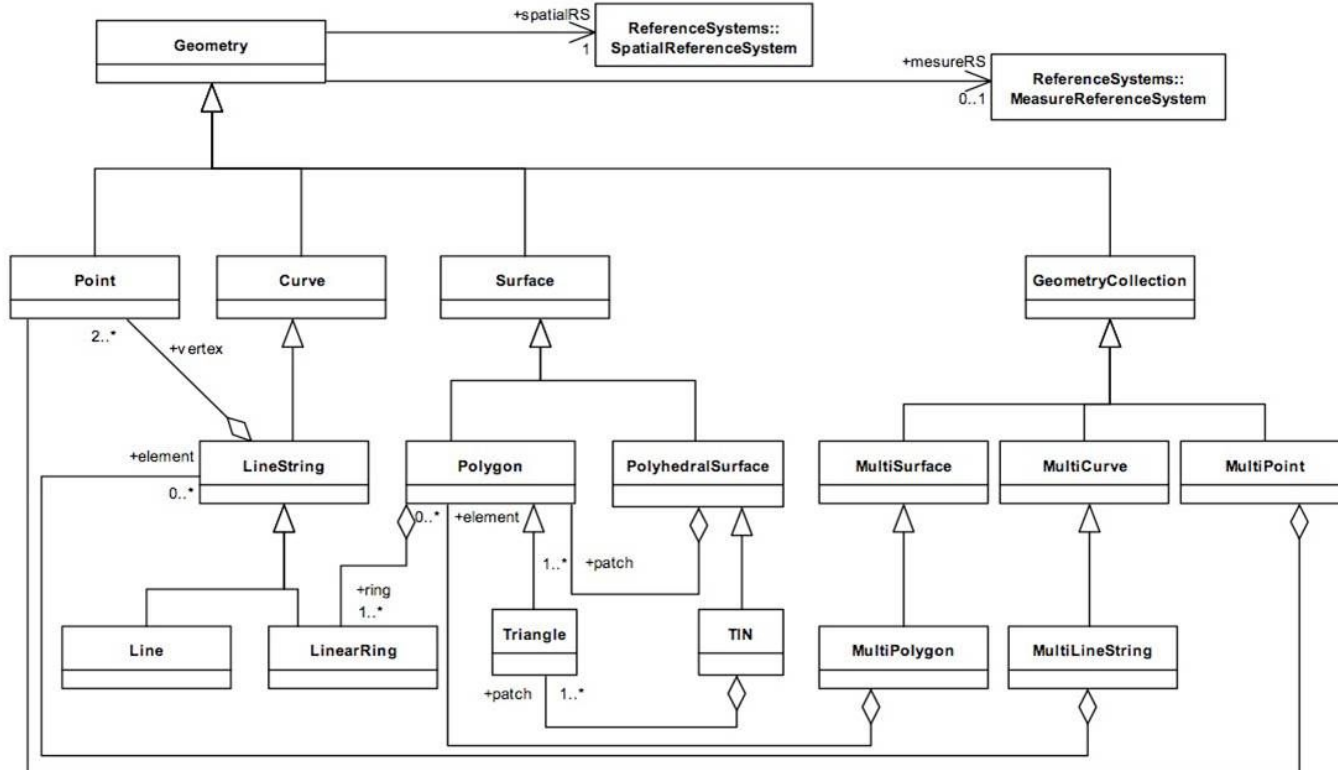 Geometry
+spatialRS
1
ReferenceSystems::
SpatialReferenceSystem
+mesureRS
0..1
ReferenceSystems::
MeasureReferenceSystem
Point
Curve
Surface
GeometryCollection
2..*
+vertex
+element
0..*
LineString
Polygon
PolyhedralSurface
MultiSurface
MultiCurve
MultiPoint
0..*
+element
1..*
+patch
+ring
1..*
Line
LinearRing
Triangle
TIN
MultiPolygon
MultiLineString
+patch
1..*